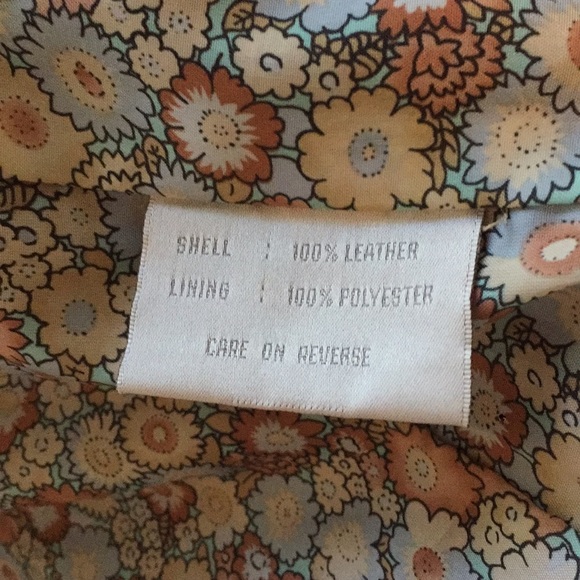 SHELL : 100% LEATHER
LINING : 100% POLYESTER
CARE ON REVERSE